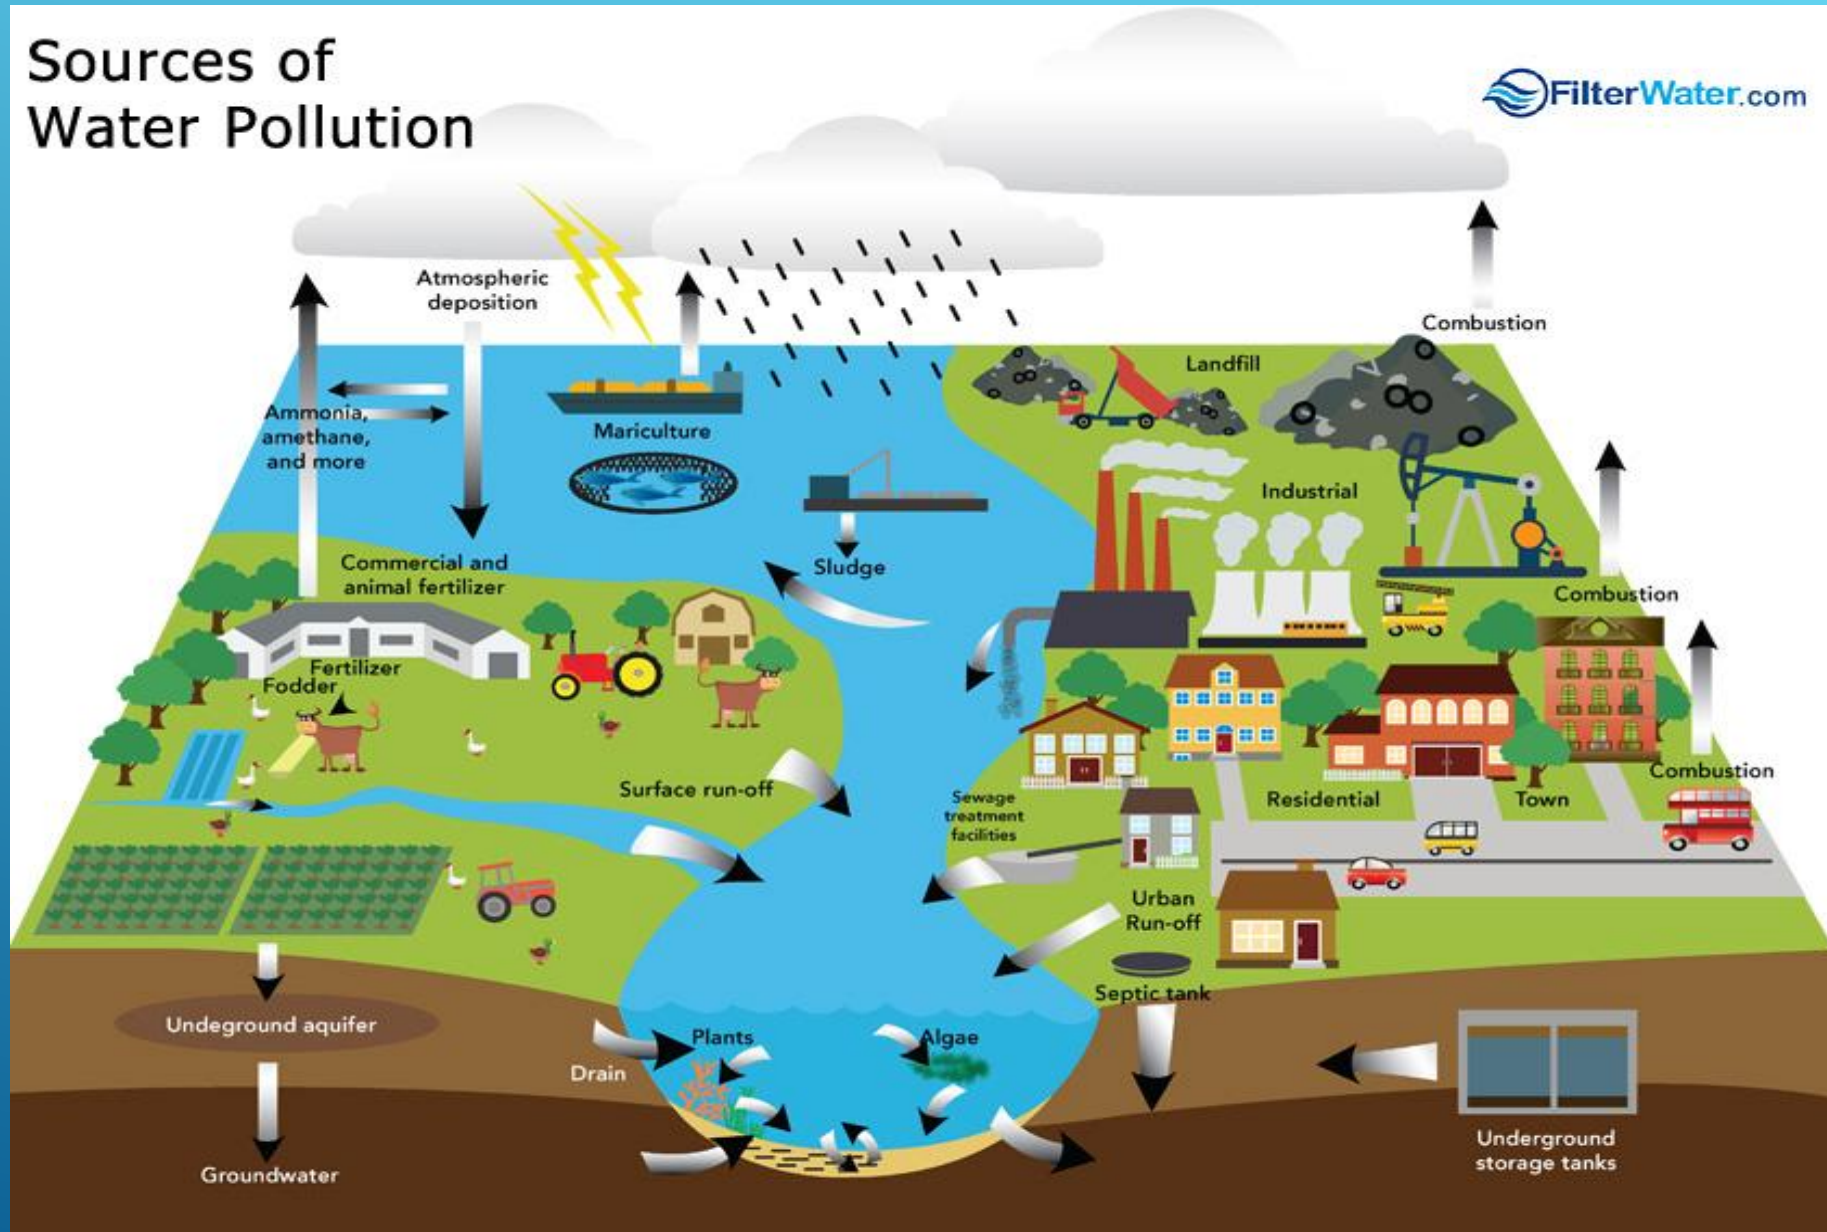 Sources of
Water Pollution
FilterWater.com
Atmospheric
deposition
Combustion
Landfill
Ammonia,
amethane,
and more
Mariculture
Industrial
Commercial and
animal fertilizer
Sludge
Combustion
Fertilizer
Fodder
Surface run-off
Sewage
treatment
facilities
Residential
Town
Combustion
Urban
Run-off
Septic tank
Undeground aquifer
Plants
Algae
Drain
Groundwater
Underground
storage tanks